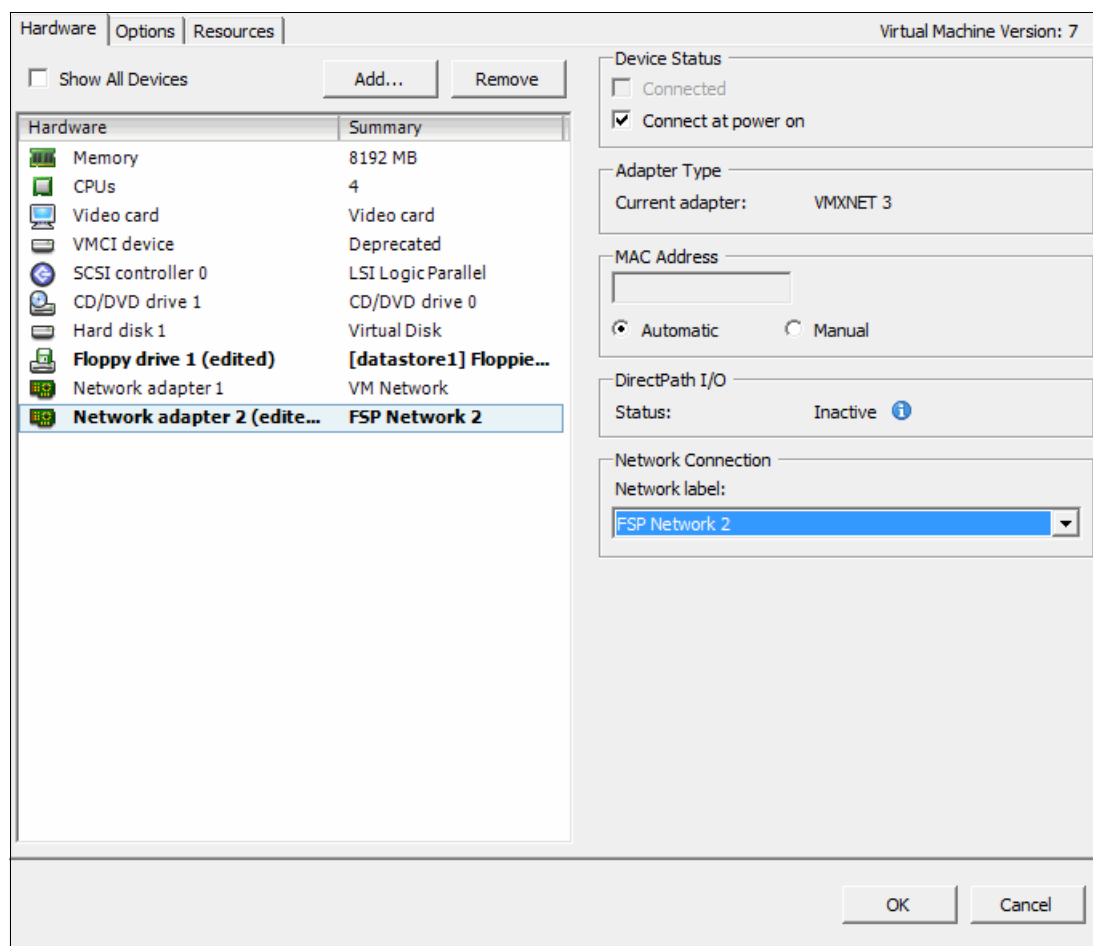 Hardware Options Resources Virtual Machine Version: 7
Show All Devices Add... Remove
Hardware Summary
Memory 8192 MB
CPUs 4
Video card Video card
VMCI device Deprecated
SCSI controller 0 LSI Logic Parallel
CD/DVD drive 1 CD/DVD drive 0
Hard disk 1 Virtual Disk
Floppy drive 1 (edited) [datastore1] Floppie...
Network adapter 1 VM Network
Network adapter 2 (edite... FSP Network 2
Device Status
Connected
Connect at power on
Adapter Type
Current adapter: VMXNET 3
MAC Address
Automatic Manual
DirectPath I/O
Status: Inactive
Network Connection
Network label:
FSP Network 2
OK Cancel